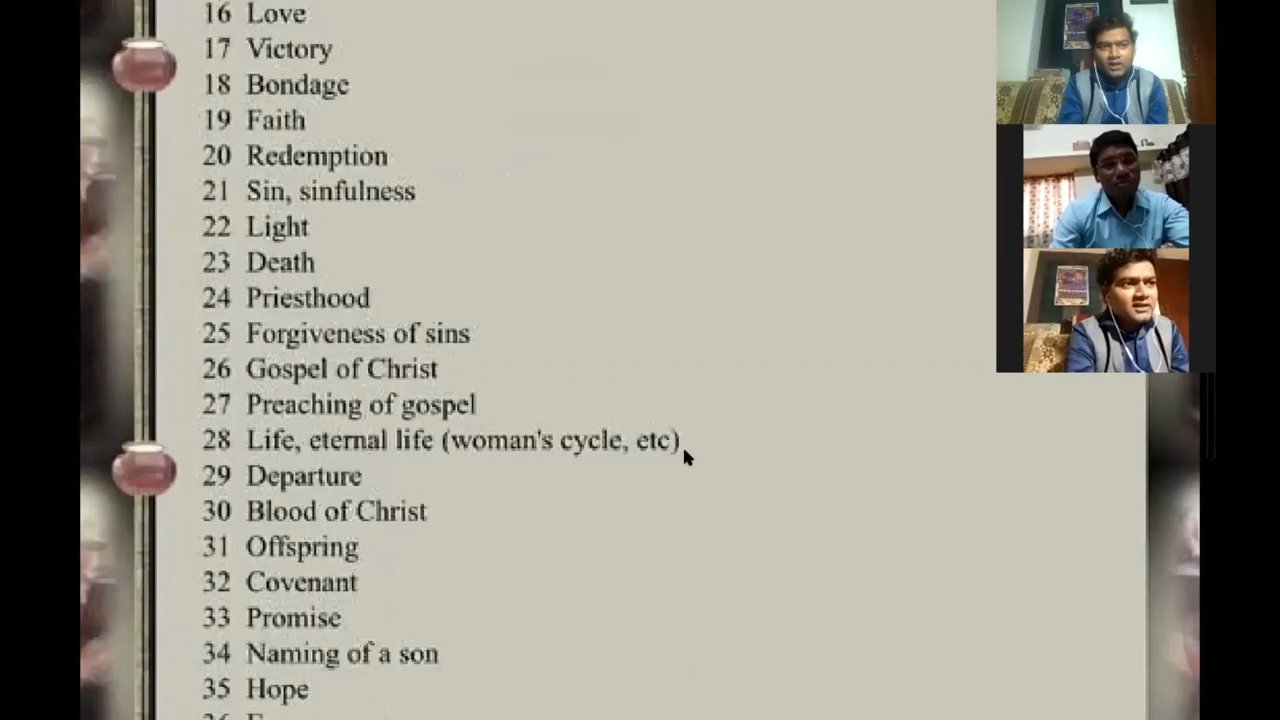 16 Love
17 Victory
18 Bondage
19 Faith
20 Redemption
21 Sin, sinfulness
22 Light
23 Death
24 Priesthood
25 Forgiveness of sins
26 Gospel of Christ
27 Preaching of gospel
28 Life, eternal life (woman's cycle, etc)
29 Departure
30 Blood of Christ
31 Offspring
32 Covenant
33 Promise
34 Naming of a son
35 Hope